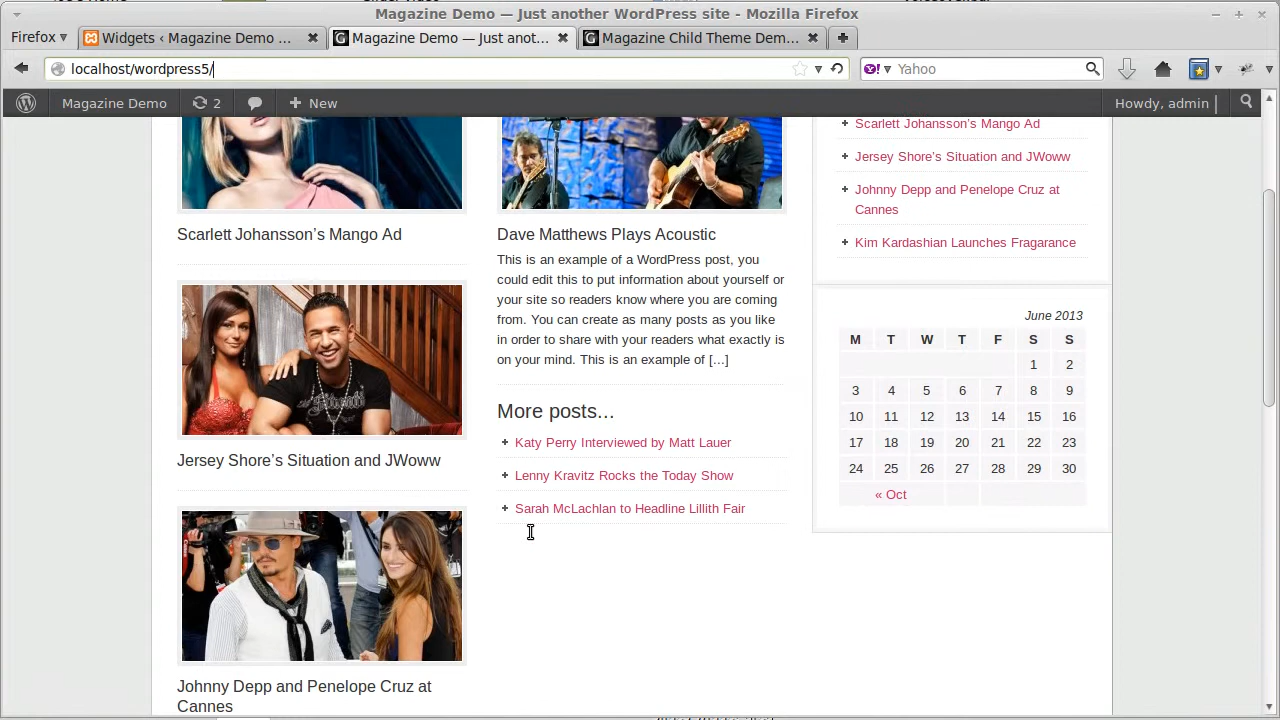 Magazine Demo — Just another WordPress site - Mozilla Firefox
Firefox
Widgets ‹ Magazine Demo ...
Magazine Demo — Just anot...
Magazine Child Theme Dem...
localhost/wordpress5/
Yahoo
Magazine Demo
2
New
Howdy, admin
Scarlett Johansson's Mango Ad
Jersey Shore's Situation and JWoww
Johnny Depp and Penelope Cruz at
Cannes
Kim Kardashian Launches Fragarance
Scarlett Johansson's Mango Ad
Jersey Shore's Situation and JWoww
Johnny Depp and Penelope Cruz at
Cannes
Dave Matthews Plays Acoustic
This is an example of a WordPress post, you
could edit this to put information about yourself or
your site so readers know where you are coming
from. You can create as many posts as you like
in order to share with your readers what exactly is
on your mind. This is an example of [...]
More posts...
Katy Perry Interviewed by Matt Lauer
Lenny Kravitz Rocks the Today Show
Sarah McLachlan to Headline Lillith Fair
June 2013
M T W T F S S
1 2
3 4 5 6 7 8 9
10 11 12 13 14 15 16
17 18 19 20 21 22 23
24 25 26 27 28 29 30
« Oct